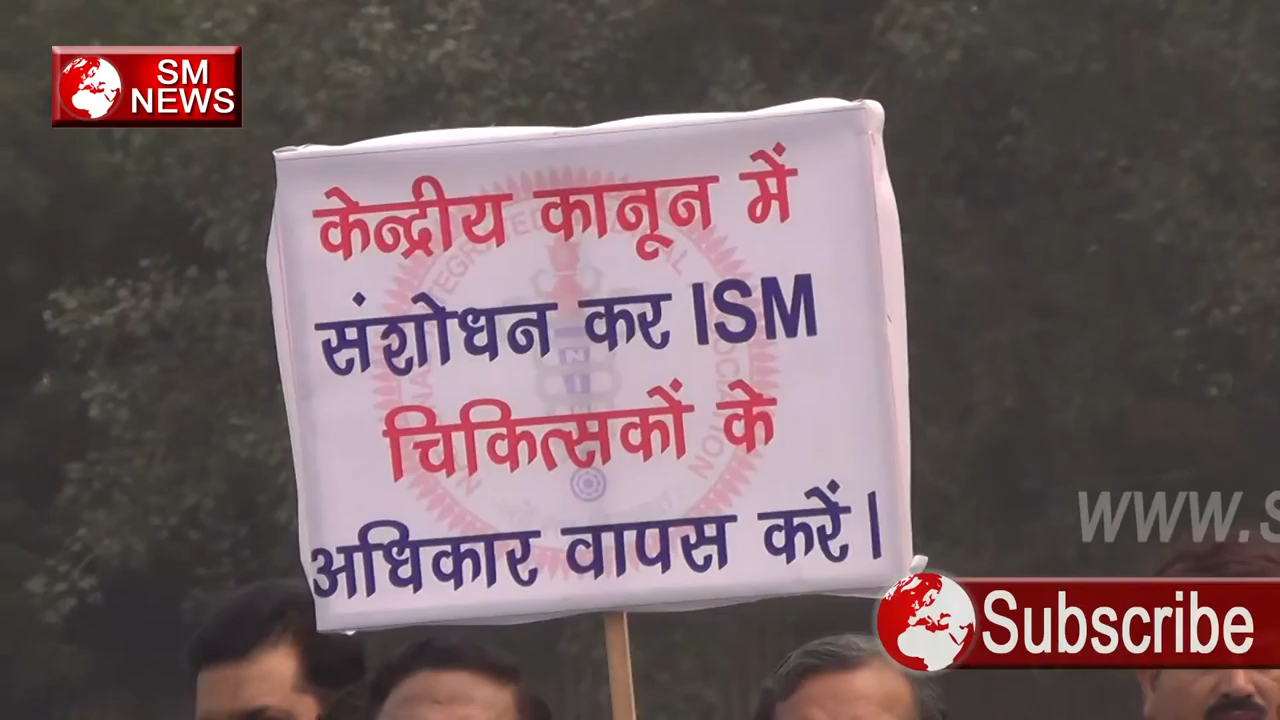 SM
NEWS
केन्द्रीय कानून में
संशोधन कर ISM
चिकित्सकों के
अधिकार वापस करें।
www.s
Subscribe